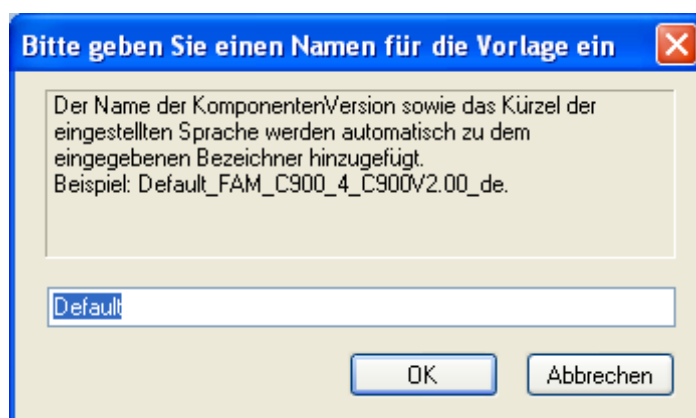 Bitte geben Sie einen Namen für die Vorlage ein
Der Name der KomponentenVersion sowie das Kürzel der
eingestellten Sprache werden automatisch zu dem
eingegebenen Bezeichner hinzugefügt.
Beispiel: Default_FAM_C900_4_C900V2.00_de.
Default
OK
Abbrechen